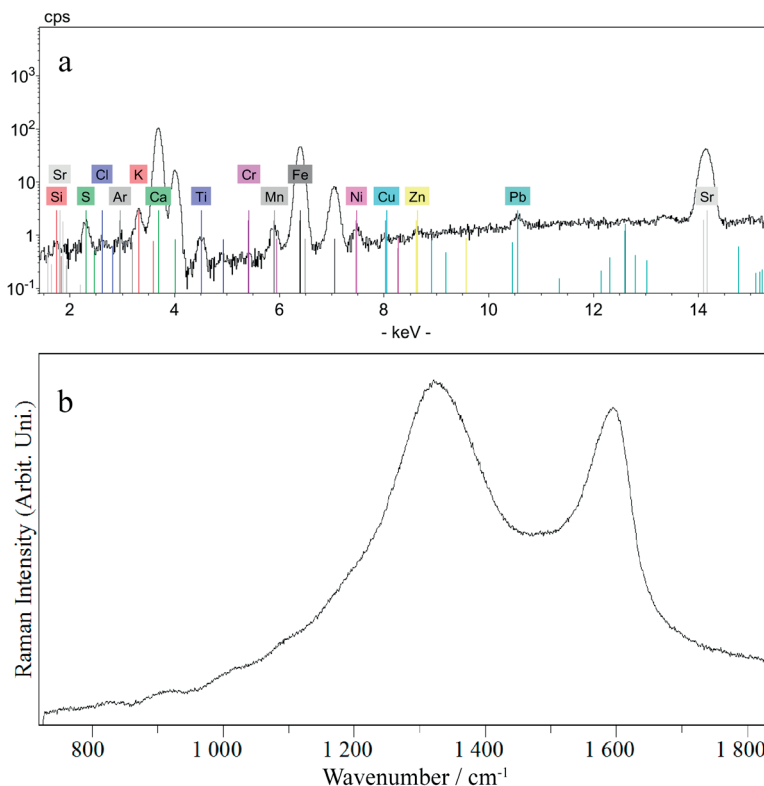 cps
a
10³
10²
10
1
10⁻¹
Sr Cl K Ti Cr Fe Ni Cu Zn Pb Sr
Si S Ar Ca Mn
2 4 6 8 10 12 14
- keV -
b
Raman Intensity (Arbit. Uni.)
800 1 000 1 200 1 400 1 600 1 800
Wavenumber / cm⁻¹